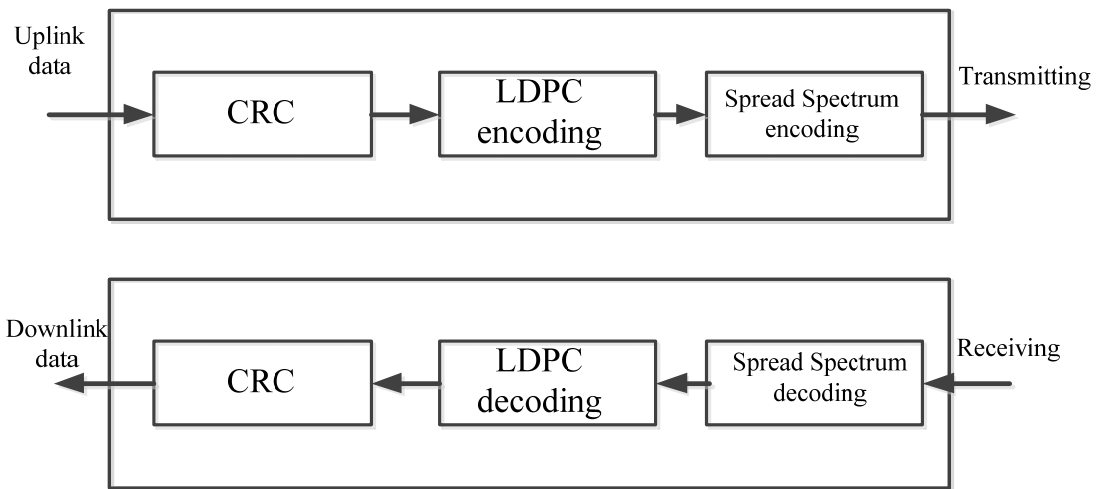 Uplink
data
CRC
LDPC
encoding
Spread Spectrum
encoding
Transmitting
Downlink
data
CRC
LDPC
decoding
Spread Spectrum
decoding
Receiving